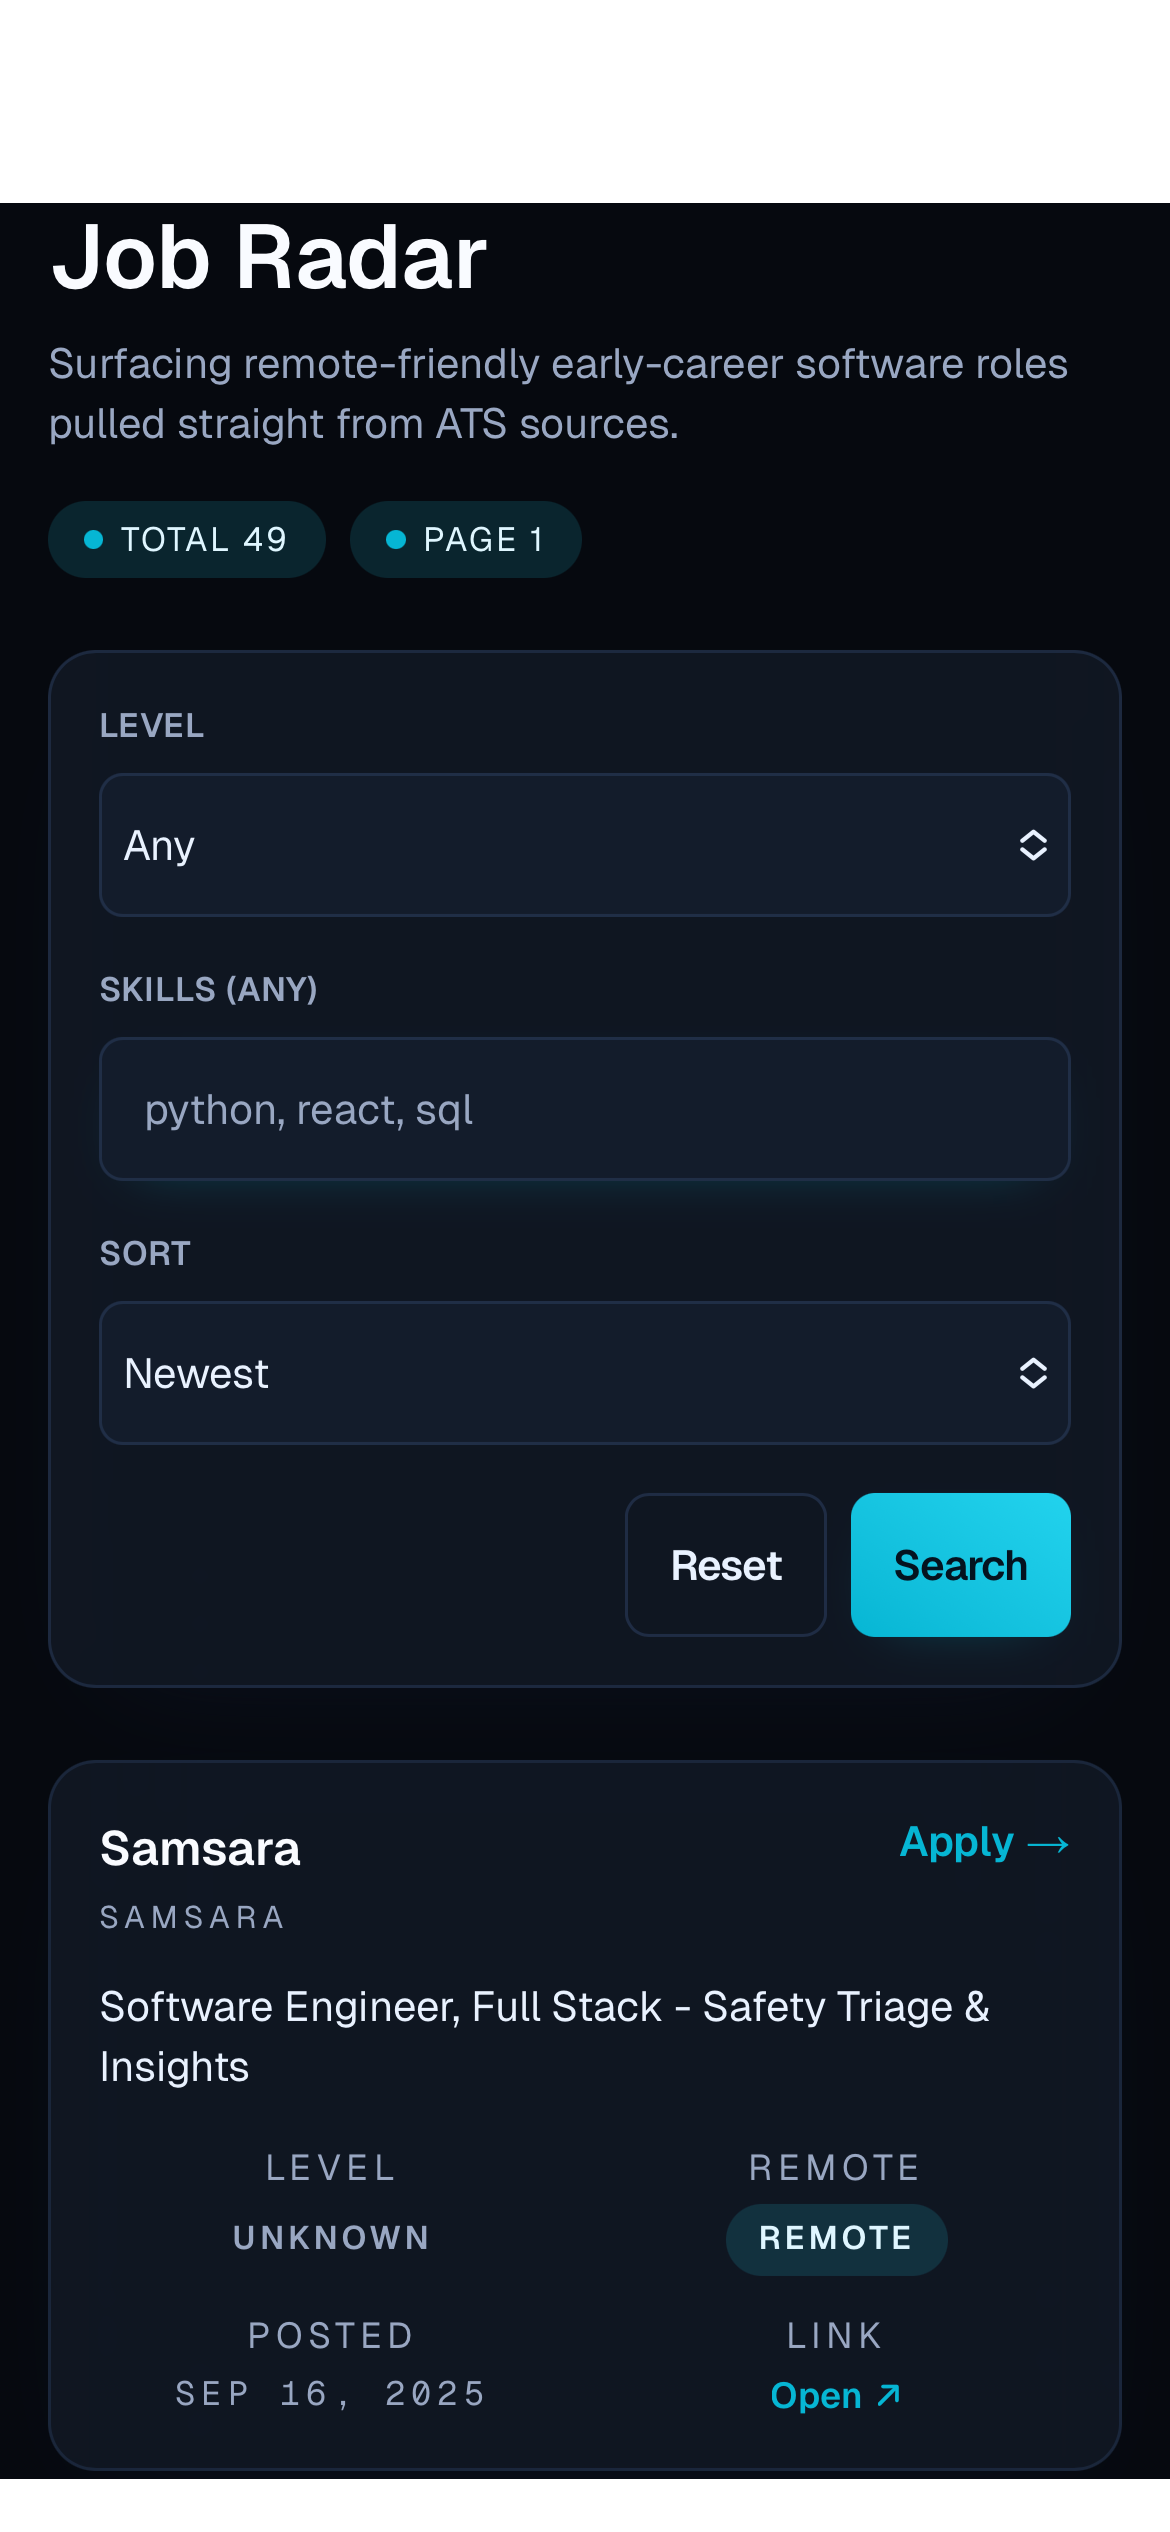 Job Radar
Surfacing remote-friendly early-career software roles
pulled straight from ATS sources.
TOTAL 49
PAGE 1
LEVEL
Any
SKILLS (ANY)
python, react, sql
SORT
Newest
Reset
Search
Samsara
Apply →
SAMSARA
Software Engineer, Full Stack - Safety Triage &
Insights
LEVEL
REMOTE
UNKNOWN
REMOTE
POSTED
LINK
SEP 16, 2025
Open ↗